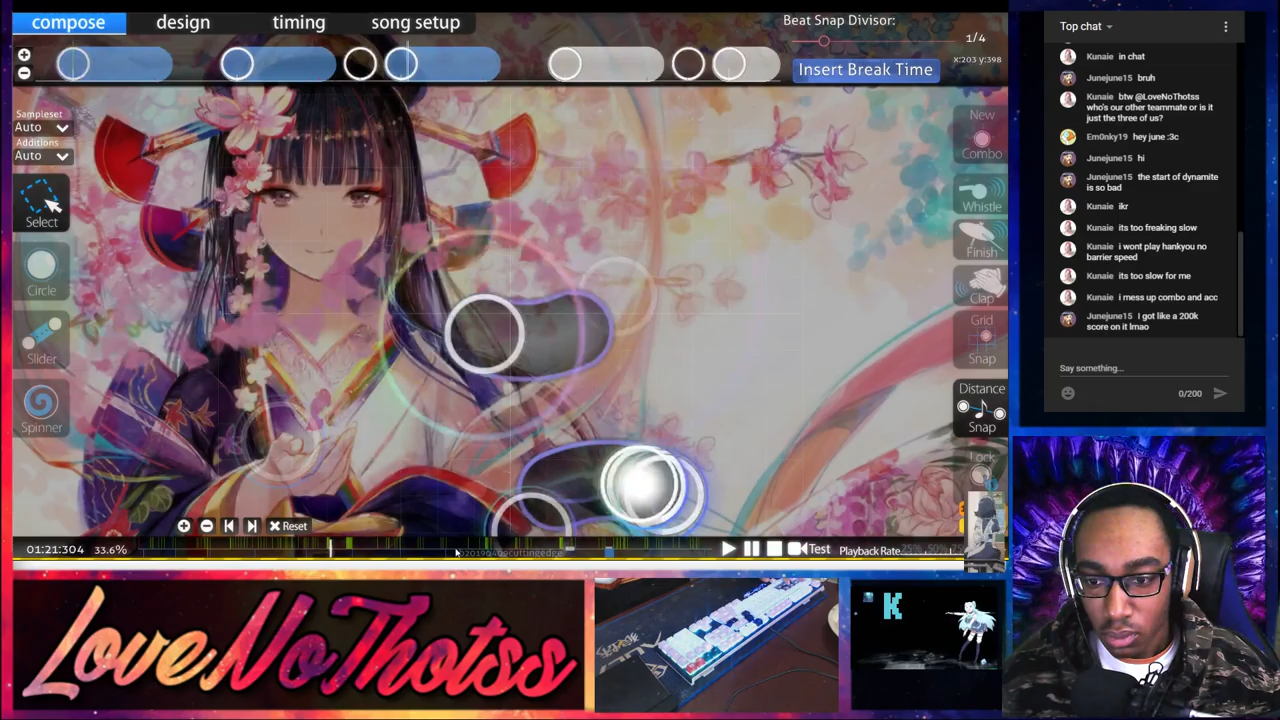 compose design timing song setup
Beat Snap Divisor:
1/4
x:203 y:398
Insert Break Time
Sampleset
Auto
Additions
Auto
Select
Circle
Slider
Spinner
New
Combo
Whistle
Finish
Clap
Grid
Snap
Distance
Snap
Lock
Reset
01:21:304 33.6%
Test
Playback Rate
Top chat
Kunaie in chat
Junejune15 bruh
Kunaie btw @LoveNoThotss
who's our other teammate or is it
just the three of us?
Em0nky19 hey june :3c
Junejune15 hi
Junejune15 the start of dynamite
is so bad
Kunaie ikr
Kunaie its too freaking slow
Kunaie i wont play hankyou no
barrier speed
Kunaie its too slow for me
Kunaie i mess up combo and acc
Junejune15 I got like a 200k
score on it lmao
Say something...
0/200
LoveNoThotss
K